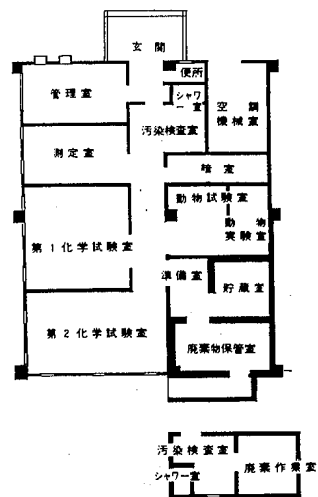 玄関
便所
管理室
シャワ
ー室
空調
機械室
汚染検査室
測定室
暗室
動物試験室
動物
実験室
第1化学試験室
準備室
貯蔵室
第2化学試験室
廃棄物保管室
汚染検査室
シャワー室
廃棄作業室